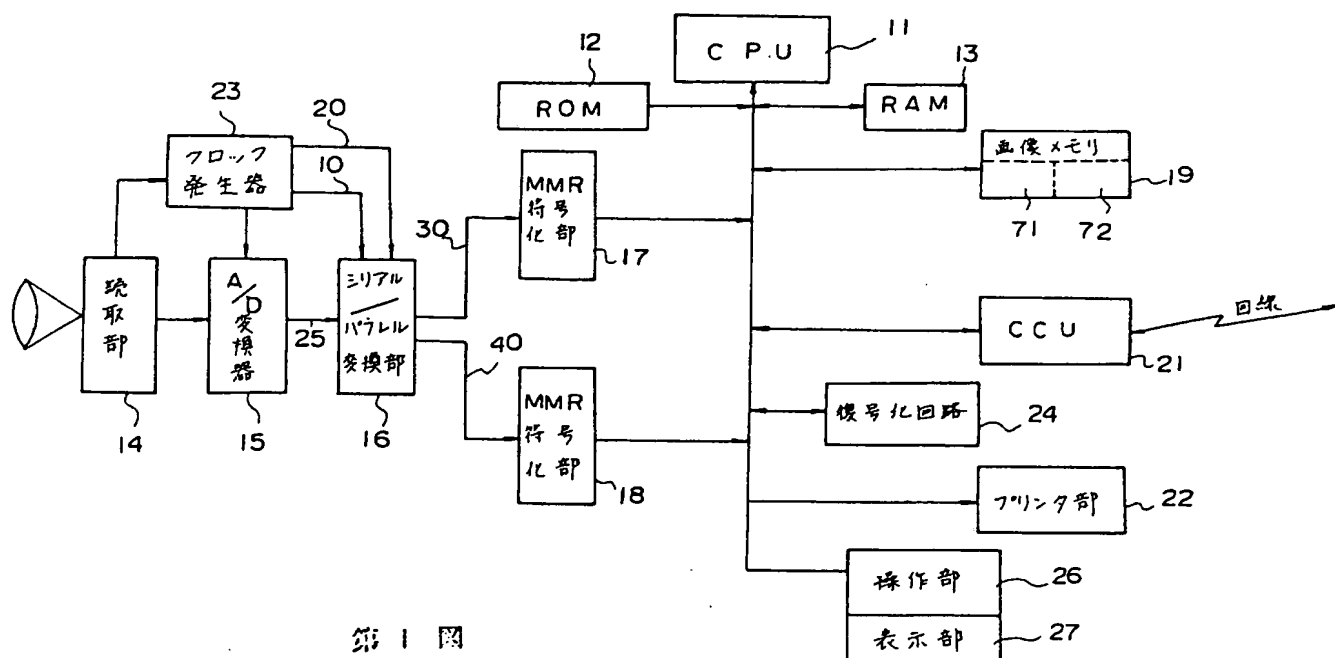 11
C P.U
12
ROM
13
RAM
23
クロック
発生器
20
10
画像メモリ
19
71
72
MMR
符号
化部
17
30
読
取
部
14
A/D
変
換
器
15
25
シリアル
/
パラレル
変換部
16
40
MMR
符号
化部
18
CCU
21
回線
復号化回路
24
プリンタ部
22
操作部
26
表示部
27
第1図